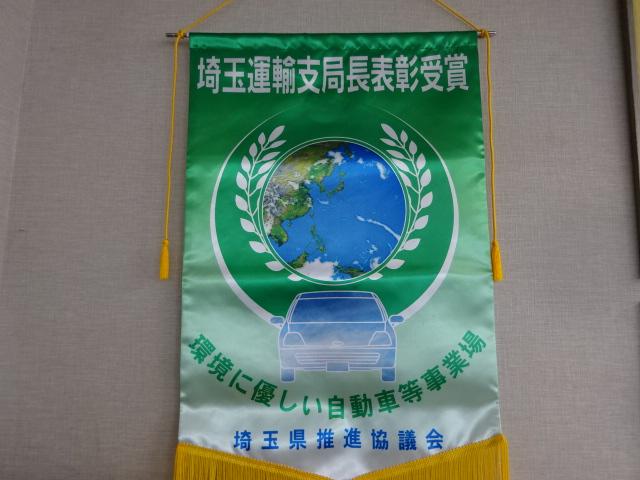 埼玉運輸支局長表彰受賞
環境に優しい自動車等事業場
埼玉県推進協議会